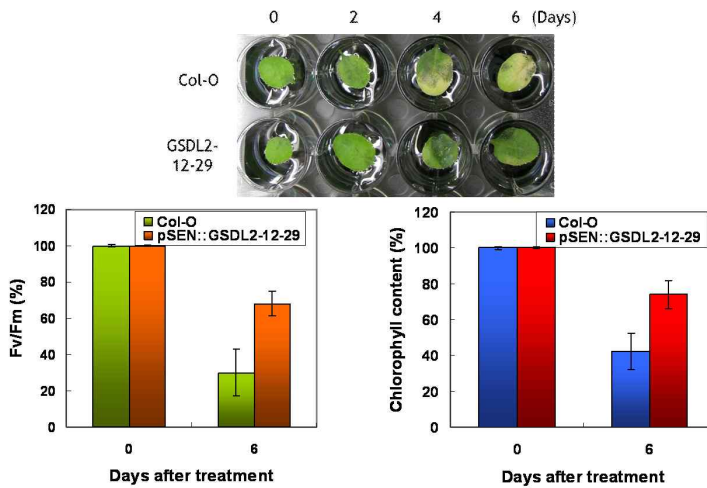 0 2 4 6 (Days)
Col-O
GSDL2-
12-29
Col-O
pSEN::GSDL2-12-29
120
100
80
60
40
20
0
Fv/Fm (%)
0 6
Days after treatment
Col-O
pSEN::GSDL2-12-29
120
100
80
60
40
20
0
Chlorophyll content (%)
0 6
Days after treatment